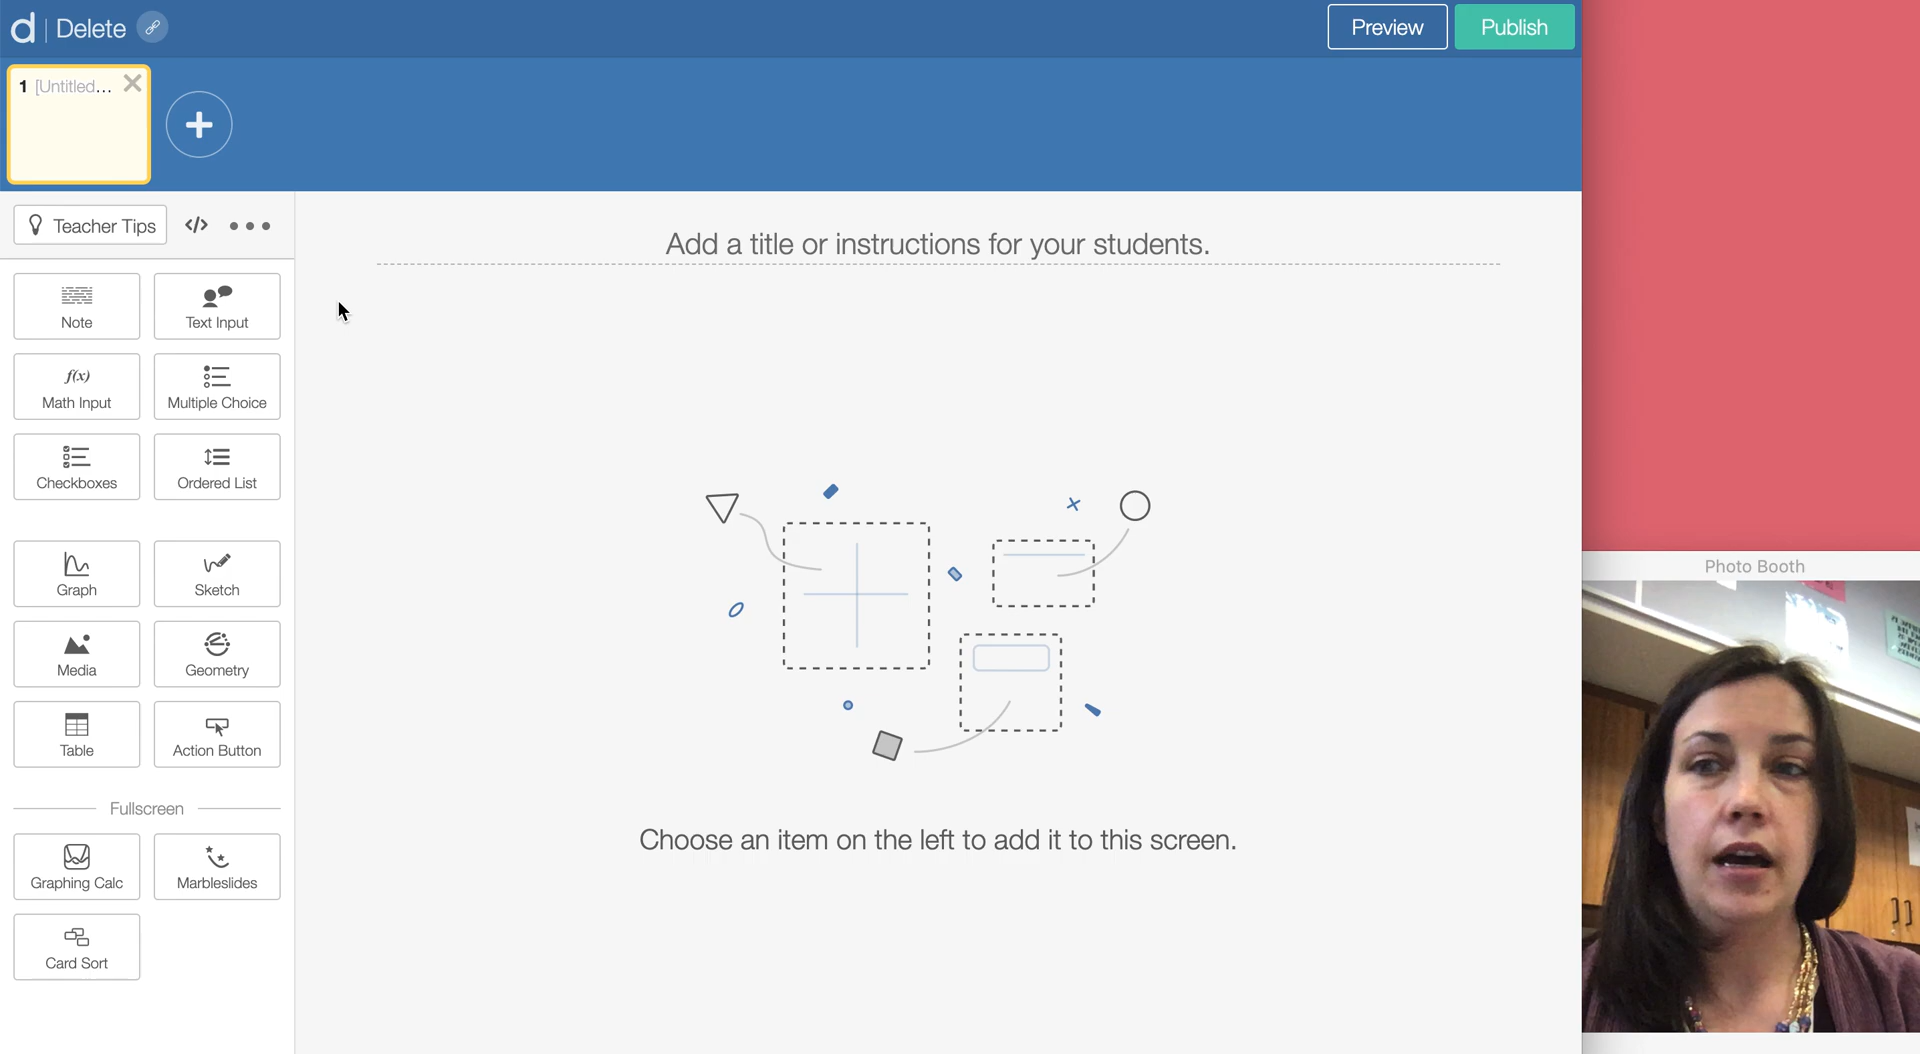 d | Delete
Preview
Publish
1 [Untitled...
Teacher Tips
</>
Add a title or instructions for your students.
Note
Text Input
f(x)
Math Input
Multiple Choice
Checkboxes
Ordered List
Graph
Sketch
Media
Geometry
Table
Action Button
Fullscreen
Graphing Calc
Marbleslides
Card Sort
Choose an item on the left to add it to this screen.
Photo Booth